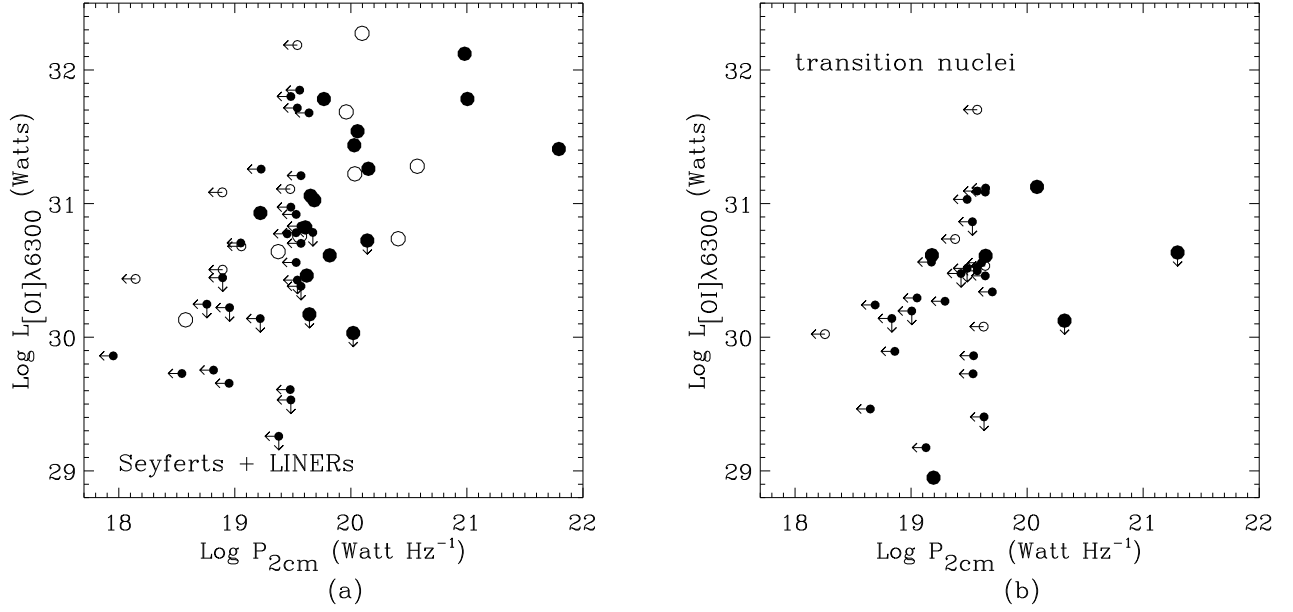 32
31
30
29
Log L[OI]λ6300 (Watts)
Seyferts + LINERs
18 19 20 21 22
Log P2cm (Watt Hz−1)
(a)
32
31
30
29
Log L[OI]λ6300 (Watts)
transition nuclei
18 19 20 21 22
Log P2cm (Watt Hz−1)
(b)